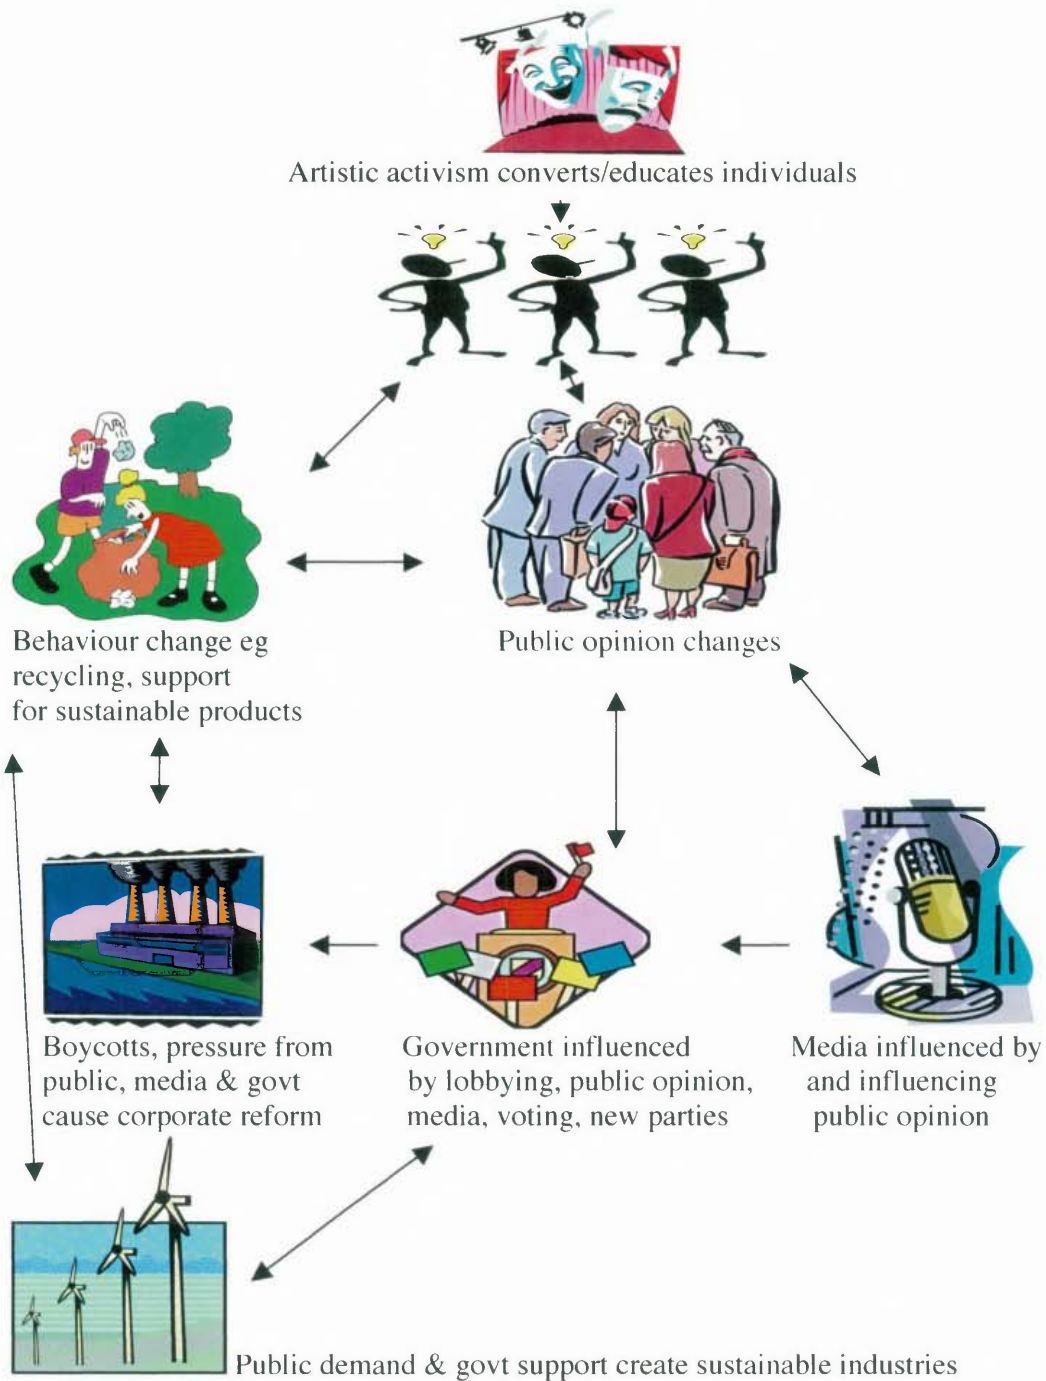 Artistic activism converts/educates individuals
Behaviour change eg
recycling, support
for sustainable products
Public opinion changes
Boycotts, pressure from
public, media & govt
cause corporate reform
Government influenced
by lobbying, public opinion,
media, voting, new parties
Media influenced by
and influencing
public opinion
Public demand & govt support create sustainable industries